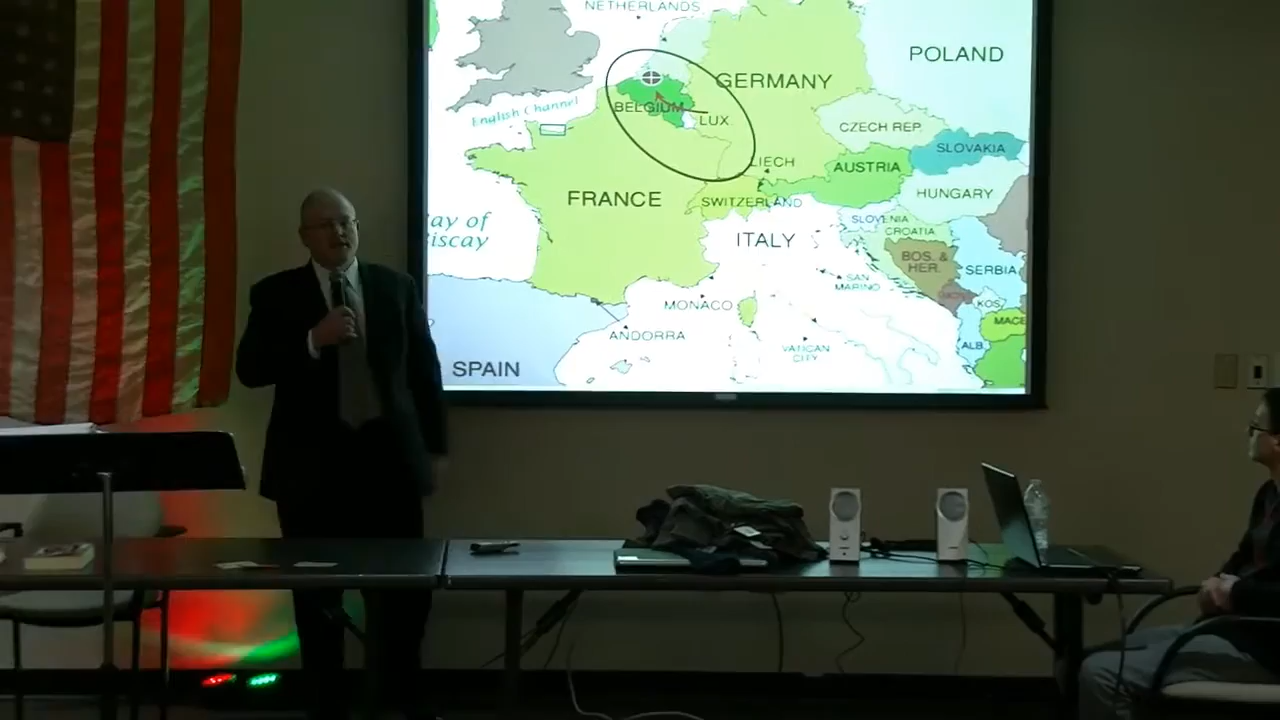 NETHERLANDS
POLAND
GERMANY
English Channel
BELGIUM
LUX.
CZECH REP.
SLOVAKIA
LIECH
AUSTRIA
FRANCE
SWITZERLAND
HUNGARY
ay of
iscay
SLOVENIA
CROATIA
ITALY
BOS. &
HER.
SERBIA
SAN
MARINO
MONACO
KOS.
MACE
ANDORRA
VATICAN
CITY
ALB.
SPAIN